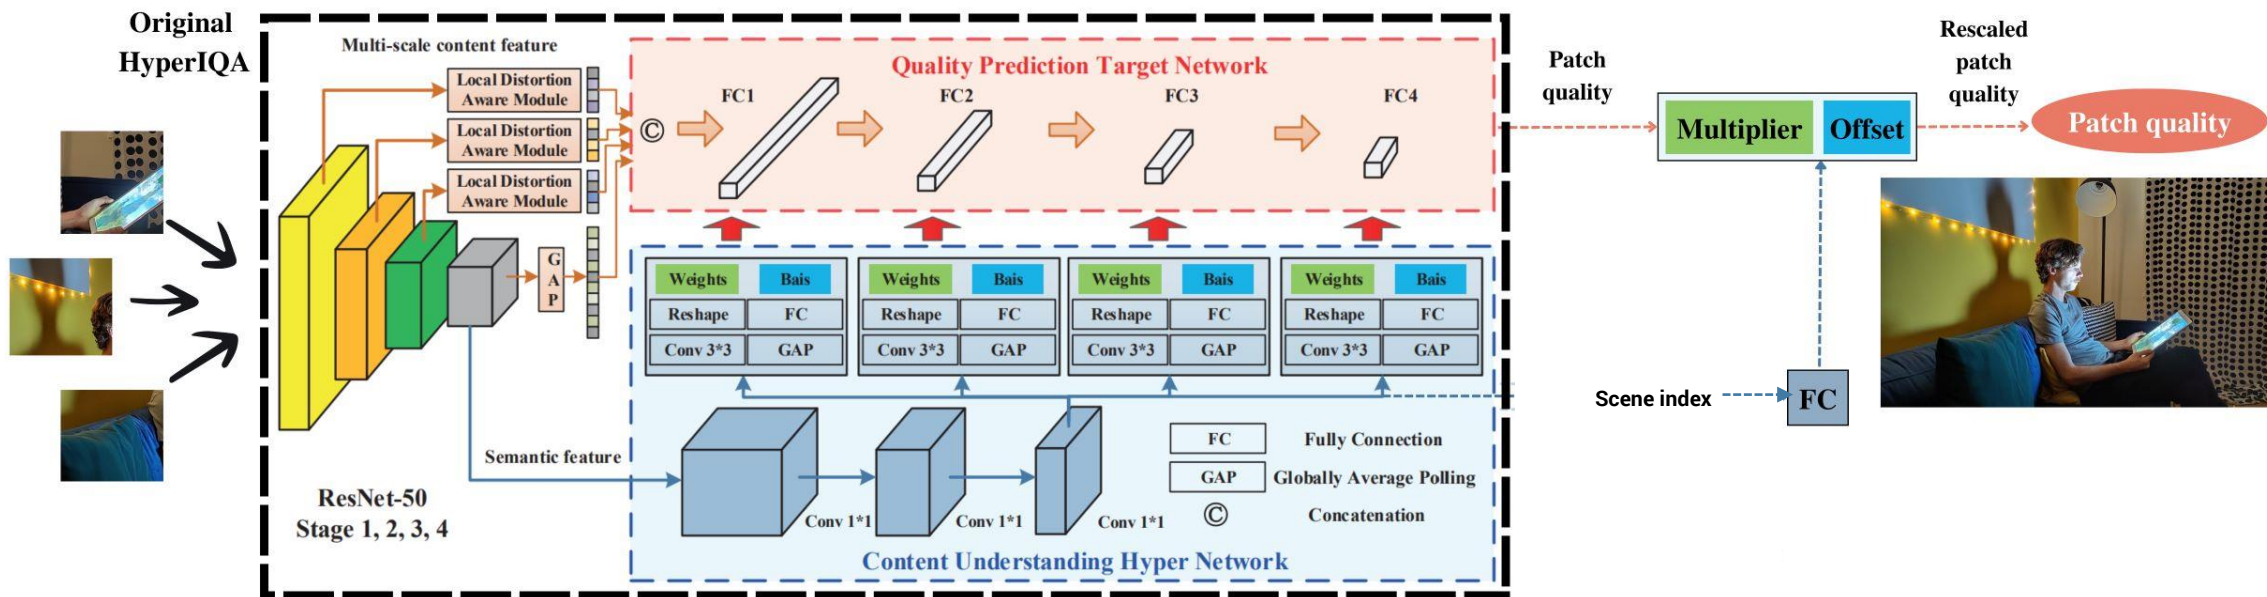 Original
HyperIQA
Multi-scale content feature
Local Distortion
Aware Module
Local Distortion
Aware Module
Local Distortion
Aware Module
G
A
P
ResNet-50
Stage 1, 2, 3, 4
Semantic feature
Quality Prediction Target Network
©
FC1
FC2
FC3
FC4
Weights Bais
Reshape FC
Conv 3*3 GAP
Weights Bais
Reshape FC
Conv 3*3 GAP
Weights Bais
Reshape FC
Conv 3*3 GAP
Weights Bais
Reshape FC
Conv 3*3 GAP
Conv 1*1
Conv 1*1
Conv 1*1
FC Fully Connection
GAP Globally Average Polling
© Concatenation
Content Understanding Hyper Network
Patch
quality
Multiplier Offset
Rescaled
patch
quality
Patch quality
Scene index
FC